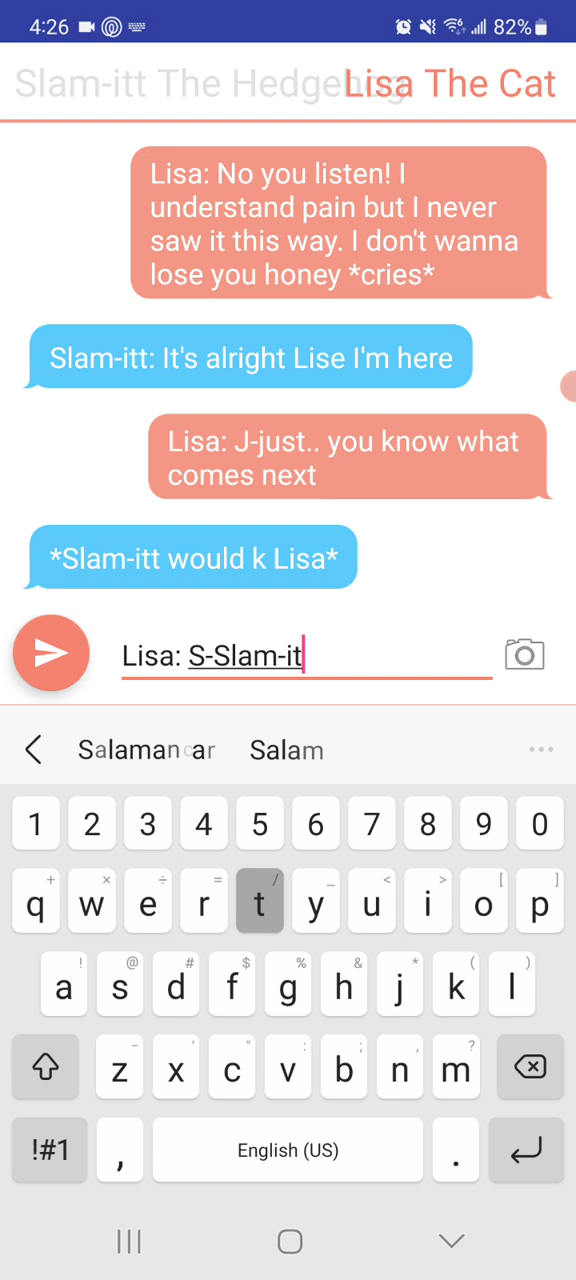 4:26 82%
Slam-itt The Hedgehog Lisa The Cat
Lisa: No you listen! I
understand pain but I never
saw it this way. I don't wanna
lose you honey *cries*
Slam-itt: It's alright Lise I'm here
Lisa: J-just.. you know what
comes next
*Slam-itt would k Lisa*
Lisa: S-Slam-it
Salaman car Salam
1 2 3 4 5 6 7 8 9 0
+ × ÷ = / _ < > [ ]
q w e r t y u i o p
! @ # $ % & * ( )
a s d f g h j k l
- ' " : ; , ?
z x c v b n m
!#1 , English (US) .